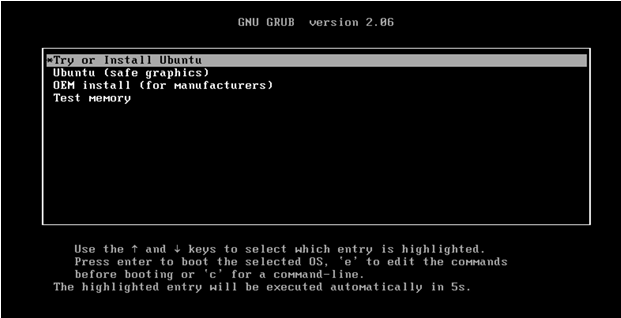 GNU GRUB  version 2.06
*Try or Install Ubuntu
Ubuntu (safe graphics)
OEM install (for manufacturers)
Test memory
Use the ↑ and ↓ keys to select which entry is highlighted.
Press enter to boot the selected OS, 'e' to edit the commands
before booting or 'c' for a command-line.
The highlighted entry will be executed automatically in 5s.